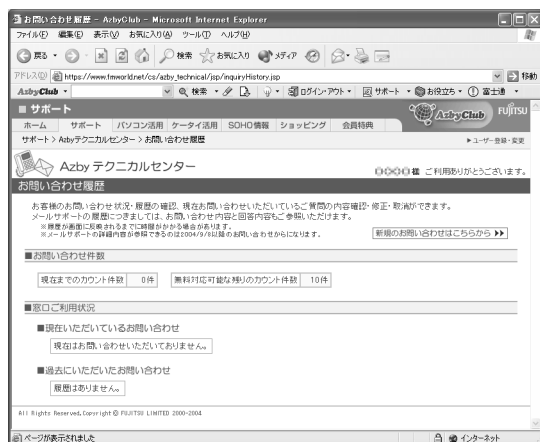 お問い合わせ履歴 - AzbyClub - Microsoft Internet Explorer
ファイル(F) 編集(E) 表示(V) お気に入り(A) ツール(T) ヘルプ(H)
戻る 検索 お気に入り メディア
アドレス(D) https://www.fmworld.net/cs/azby_technical/jsp/inquiryHistory.jsp 移動
AzbyClub 検索 ログイン・アウト サポート お役立ち 富士通
■ サポート AzbyClub FUJITSU
ホーム サポート パソコン活用 ケータイ活用 SOHO情報 ショッピング 会員特典
サポート > Azbyテクニカルセンター > お問い合わせ履歴 ▶ユーザー登録・変更
Azby テクニカルセンター
◇◇◇◇様 ご利用ありがとうございます。
お問い合わせ履歴
お客様のお問い合わせ状況・履歴の確認、現在お問い合わせいただいているご質問の内容確認・修正・取消ができます。
メールサポートの履歴につきましては、お問い合わせ内容と回答内容もご参照いただけます。
※履歴が画面に反映されるまでに時間がかかる場合があります。
※メールサポートの詳細内容が参照できるのは2004/9/8以降のお問い合わせからになります。
新規のお問い合わせはこちらから ▶▶
■お問い合わせ件数
現在までのカウント件数 0件 無料対応可能な残りのカウント件数 10件
■窓口ご利用状況
■現在いただいているお問い合わせ
現在はお問い合わせいただいておりません。
■過去にいただいたお問い合わせ
履歴はありません。
All Rights Reserved, Copyright © FUJITSU LIMITED 2000-2004
ページが表示されました インターネット